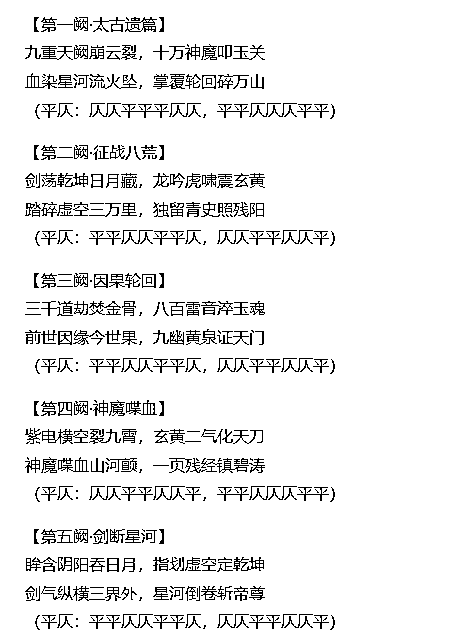 【第一阙·太古遗篇】
九重天阙崩云裂，十万神魔叩玉关
血染星河流火坠，掌覆轮回碎万山
（平仄：仄仄平平平仄仄，平平仄仄仄平平）
【第二阙·征战八荒】
剑荡乾坤日月藏，龙吟虎啸震玄黄
踏碎虚空三万里，独留青史照残阳
（平仄：平平仄仄平平仄，仄仄平平仄仄平）
【第三阙·因果轮回】
三千道劫焚金骨，八百雷音淬玉魂
前世因缘今世果，九幽黄泉证天门
（平仄：平平仄仄平平仄，仄仄平平仄仄平）
【第四阙·神魔喋血】
紫电横空裂九霄，玄黄二气化天刀
神魔喋血山河颤，一页残经镇碧涛
（平仄：仄仄平平仄仄平，平平仄仄仄平平）
【第五阙·剑断星河】
眸含阴阳吞日月，指划虚空定乾坤
剑气纵横三界外，星河倒卷斩帝尊
（平仄：平平仄仄平平仄，仄仄平平仄仄平）